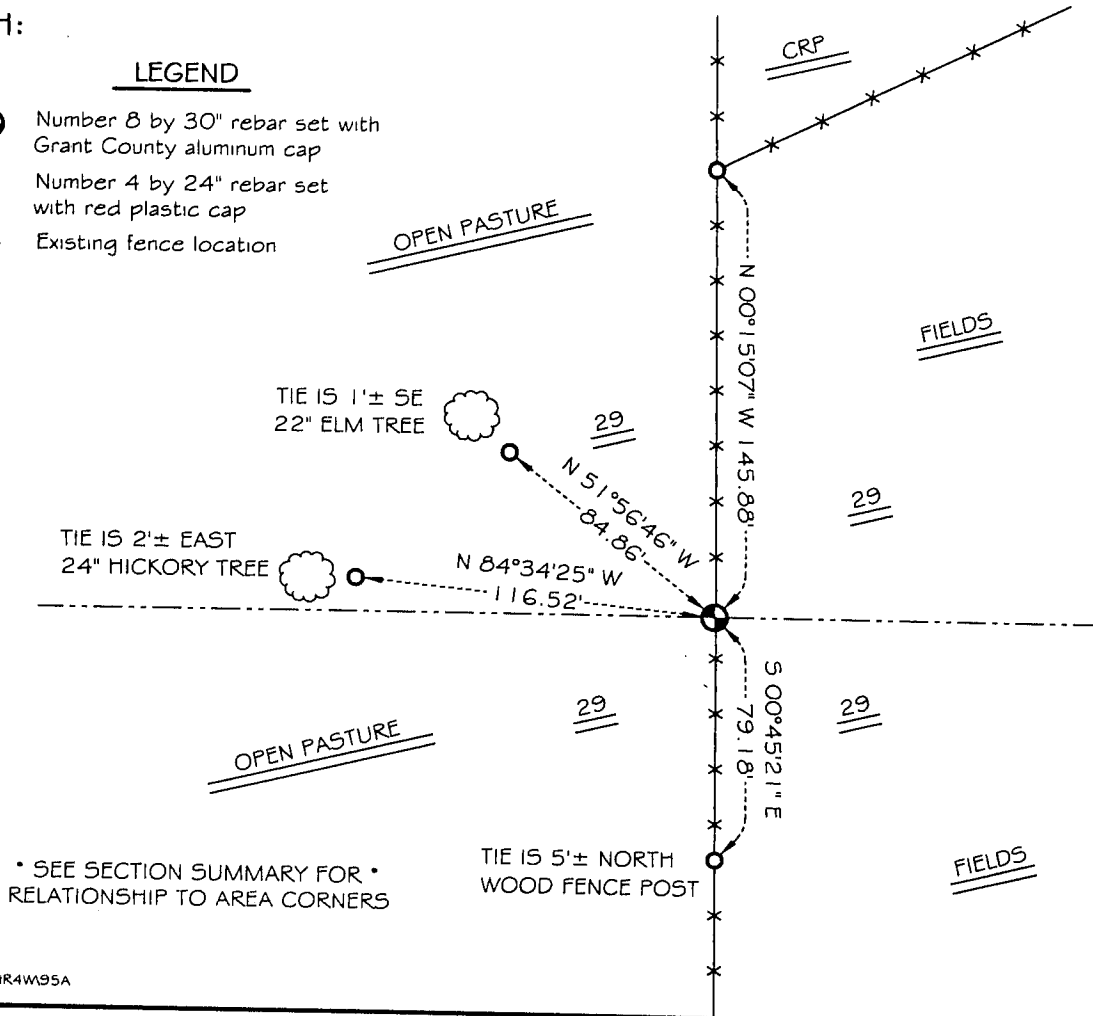 H:
LEGEND
Number 8 by 30" rebar set with
Grant County aluminum cap
Number 4 by 24" rebar set
with red plastic cap
Existing fence location
CRP
OPEN PASTURE
N 00°15'07" W 145.88'
FIELDS
TIE IS 1'± SE
22" ELM TREE
29
N 51°56'46" W
84.86'
29
TIE IS 2'± EAST
24" HICKORY TREE
N 84°34'25" W
116.52'
S 00°45'21" E
79.18'
29
29
OPEN PASTURE
TIE IS 5'± NORTH
WOOD FENCE POST
FIELDS
• SEE SECTION SUMMARY FOR •
RELATIONSHIP TO AREA CORNERS
R4W\95A